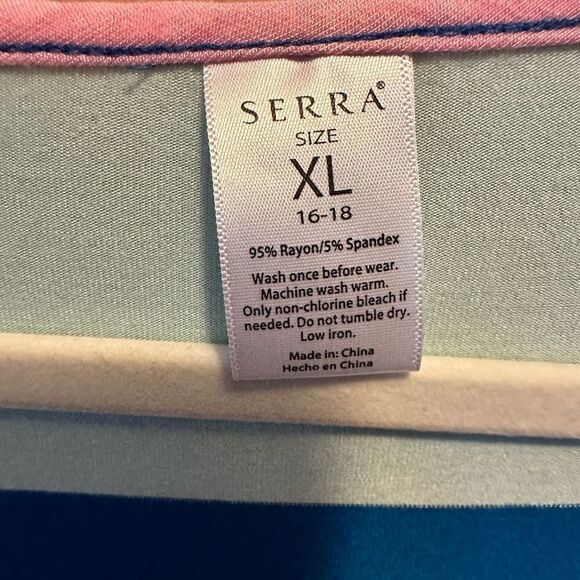 SERRA®
SIZE
XL
16-18
95% Rayon/5% Spandex
Wash once before wear.
Machine wash warm.
Only non-chlorine bleach if
needed. Do not tumble dry.
Low iron.
Made in: China
Hecho en China